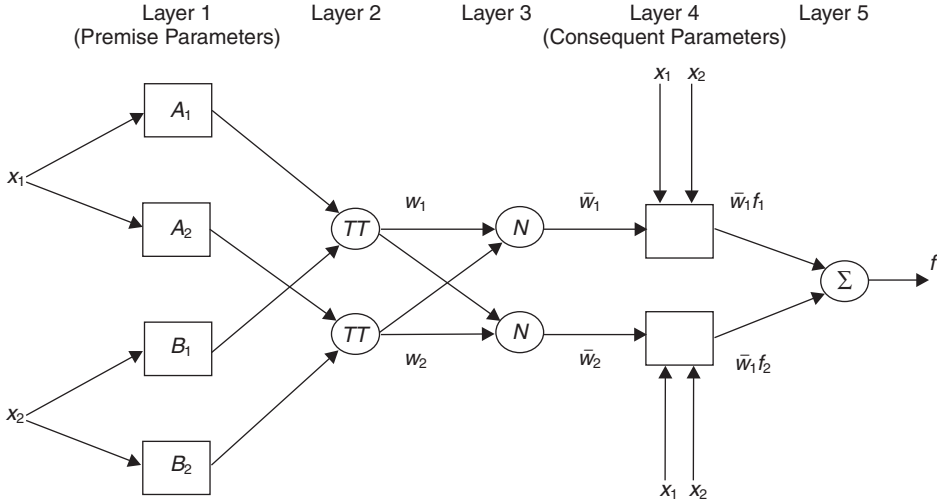 Layer 1 Layer 2 Layer 3 Layer 4 Layer 5
(Premise Parameters) (Consequent Parameters)
x₁ x₂
A₁
x₁
A₂
w₁ w̄₁ w̄₁f₁
TT N
Σ f
B₁ TT N
w₂ w̄₂ w̄₁f₂
x₂
B₂
x₁ x₂